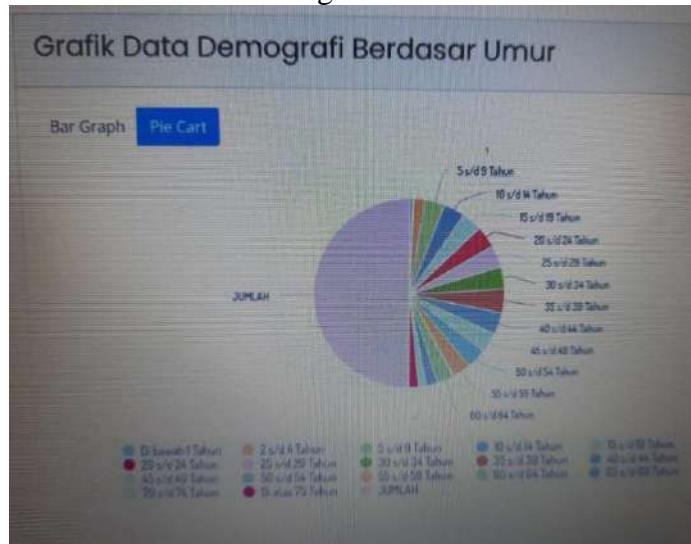 Grafik Data Demografi Berdasar Umur
Bar Graph Pie Cart
5 s/d 9 Tahun
10 s/d 14 Tahun
15 s/d 19 Tahun
20 s/d 24 Tahun
25 s/d 29 Tahun
30 s/d 34 Tahun
35 s/d 39 Tahun
JUMLAH
40 s/d 44 Tahun
45 s/d 49 Tahun
50 s/d 54 Tahun
55 s/d 59 Tahun
60 s/d 64 Tahun
Di bawah 1 Tahun 2 s/d 4 Tahun 5 s/d 9 Tahun 10 s/d 14 Tahun 15 s/d 19 Tahun
20 s/d 24 Tahun 25 s/d 29 Tahun 30 s/d 34 Tahun 35 s/d 39 Tahun 40 s/d 44 Tahun
45 s/d 49 Tahun 50 s/d 54 Tahun 55 s/d 59 Tahun 60 s/d 64 Tahun 65 s/d 69 Tahun
70 s/d 74 Tahun Di atas 75 Tahun JUMLAH